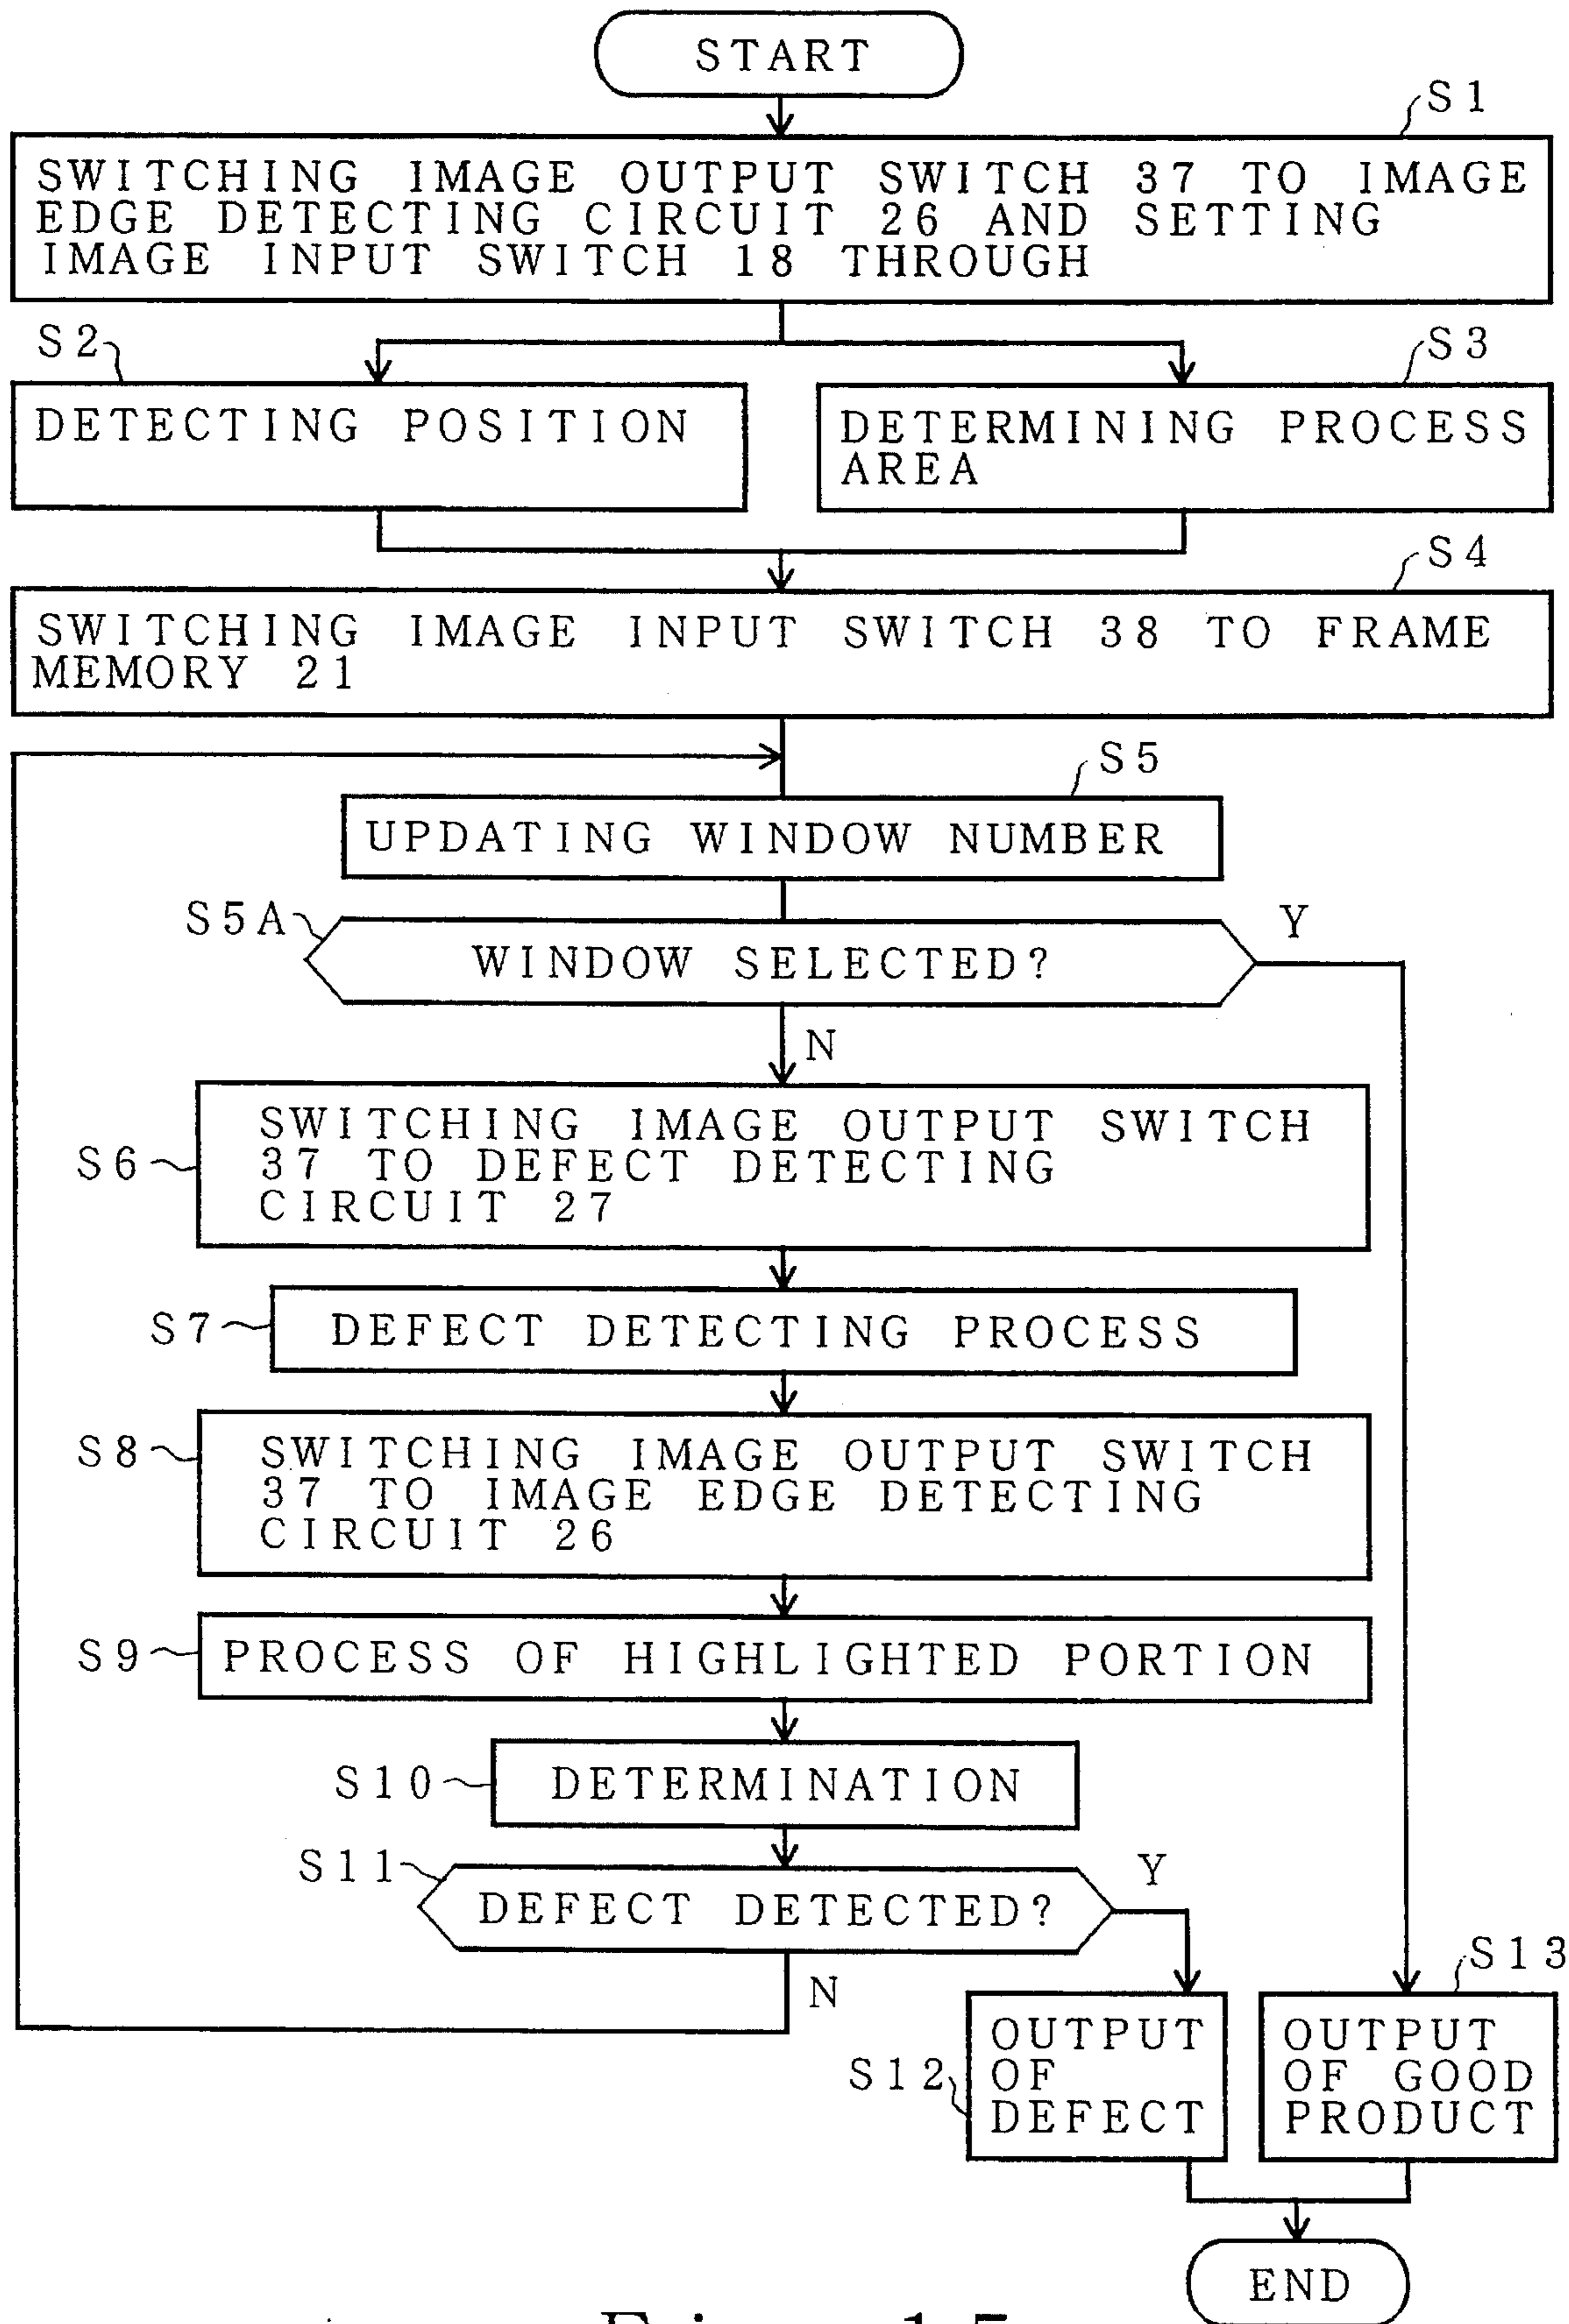 START
S1
SWITCHING IMAGE OUTPUT SWITCH 37 TO IMAGE
EDGE DETECTING CIRCUIT 26 AND SETTING
IMAGE INPUT SWITCH 18 THROUGH
S2
S3
DETECTING POSITION
DETERMINING PROCESS
AREA
S4
SWITCHING IMAGE INPUT SWITCH 38 TO FRAME
MEMORY 21
S5
UPDATING WINDOW NUMBER
S5A
WINDOW SELECTED?
Y
N
S6
SWITCHING IMAGE OUTPUT SWITCH
37 TO DEFECT DETECTING
CIRCUIT 27
S7
DEFECT DETECTING PROCESS
S8
SWITCHING IMAGE OUTPUT SWITCH
37 TO IMAGE EDGE DETECTING
CIRCUIT 26
S9
PROCESS OF HIGHLIGHTED PORTION
S10
DETERMINATION
S11
DEFECT DETECTED?
Y
N
S12
OUTPUT
OF
DEFECT
S13
OUTPUT
OF GOOD
PRODUCT
END